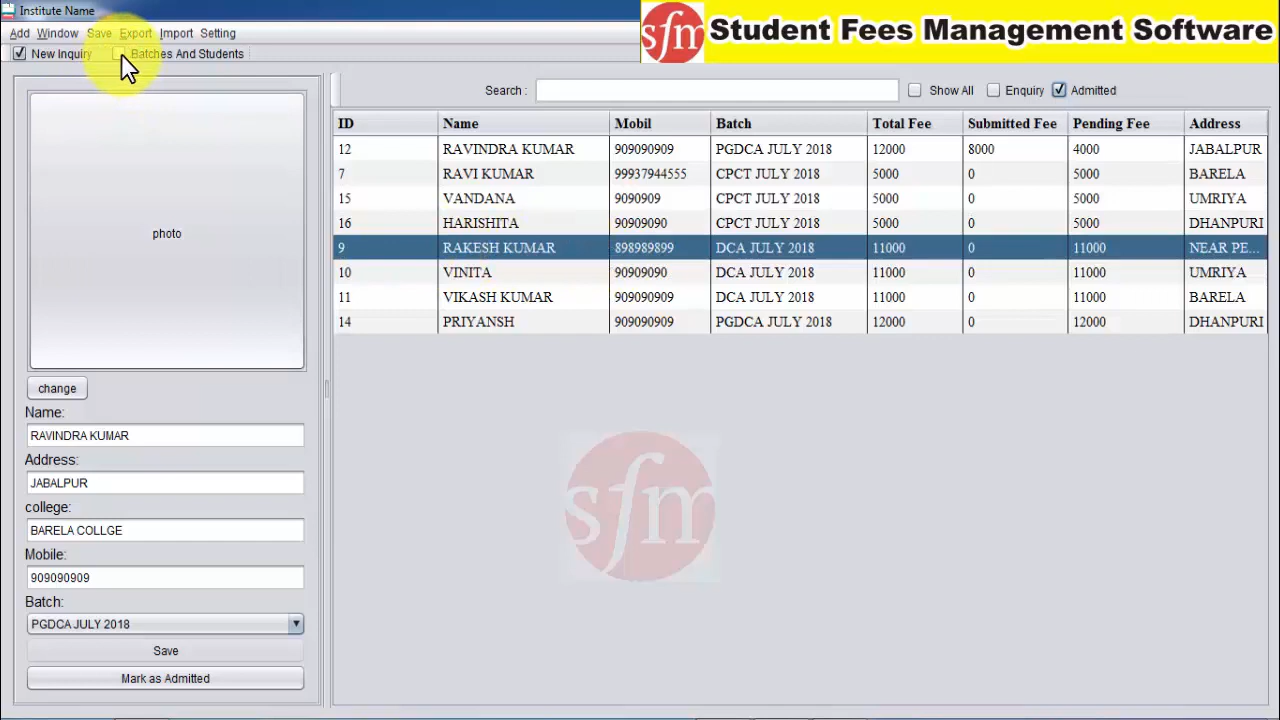 Institute Name
Add Window Save Export Import Setting
New Inquiry Batches And Students
sfm Student Fees Management Software
photo
change
Name:
RAVINDRA KUMAR
Address:
JABALPUR
college:
BARELA COLLGE
Mobile:
909090909
Batch:
PGDCA JULY 2018
Save
Mark as Admitted
Search : Show All Enquiry Admitted
ID Name Mobil Batch Total Fee Submitted Fee Pending Fee Address
12 RAVINDRA KUMAR 909090909 PGDCA JULY 2018 12000 8000 4000 JABALPUR
7 RAVI KUMAR 99937944555 CPCT JULY 2018 5000 0 5000 BARELA
15 VANDANA 9090909 CPCT JULY 2018 5000 0 5000 UMRIYA
16 HARISHITA 90909090 CPCT JULY 2018 5000 0 5000 DHANPURI
9 RAKESH KUMAR 898989899 DCA JULY 2018 11000 0 11000 NEAR PE...
10 VINITA 90909090 DCA JULY 2018 11000 0 11000 UMRIYA
11 VIKASH KUMAR 909090909 DCA JULY 2018 11000 0 11000 BARELA
14 PRIYANSH 909090909 PGDCA JULY 2018 12000 0 12000 DHANPURI
sfm